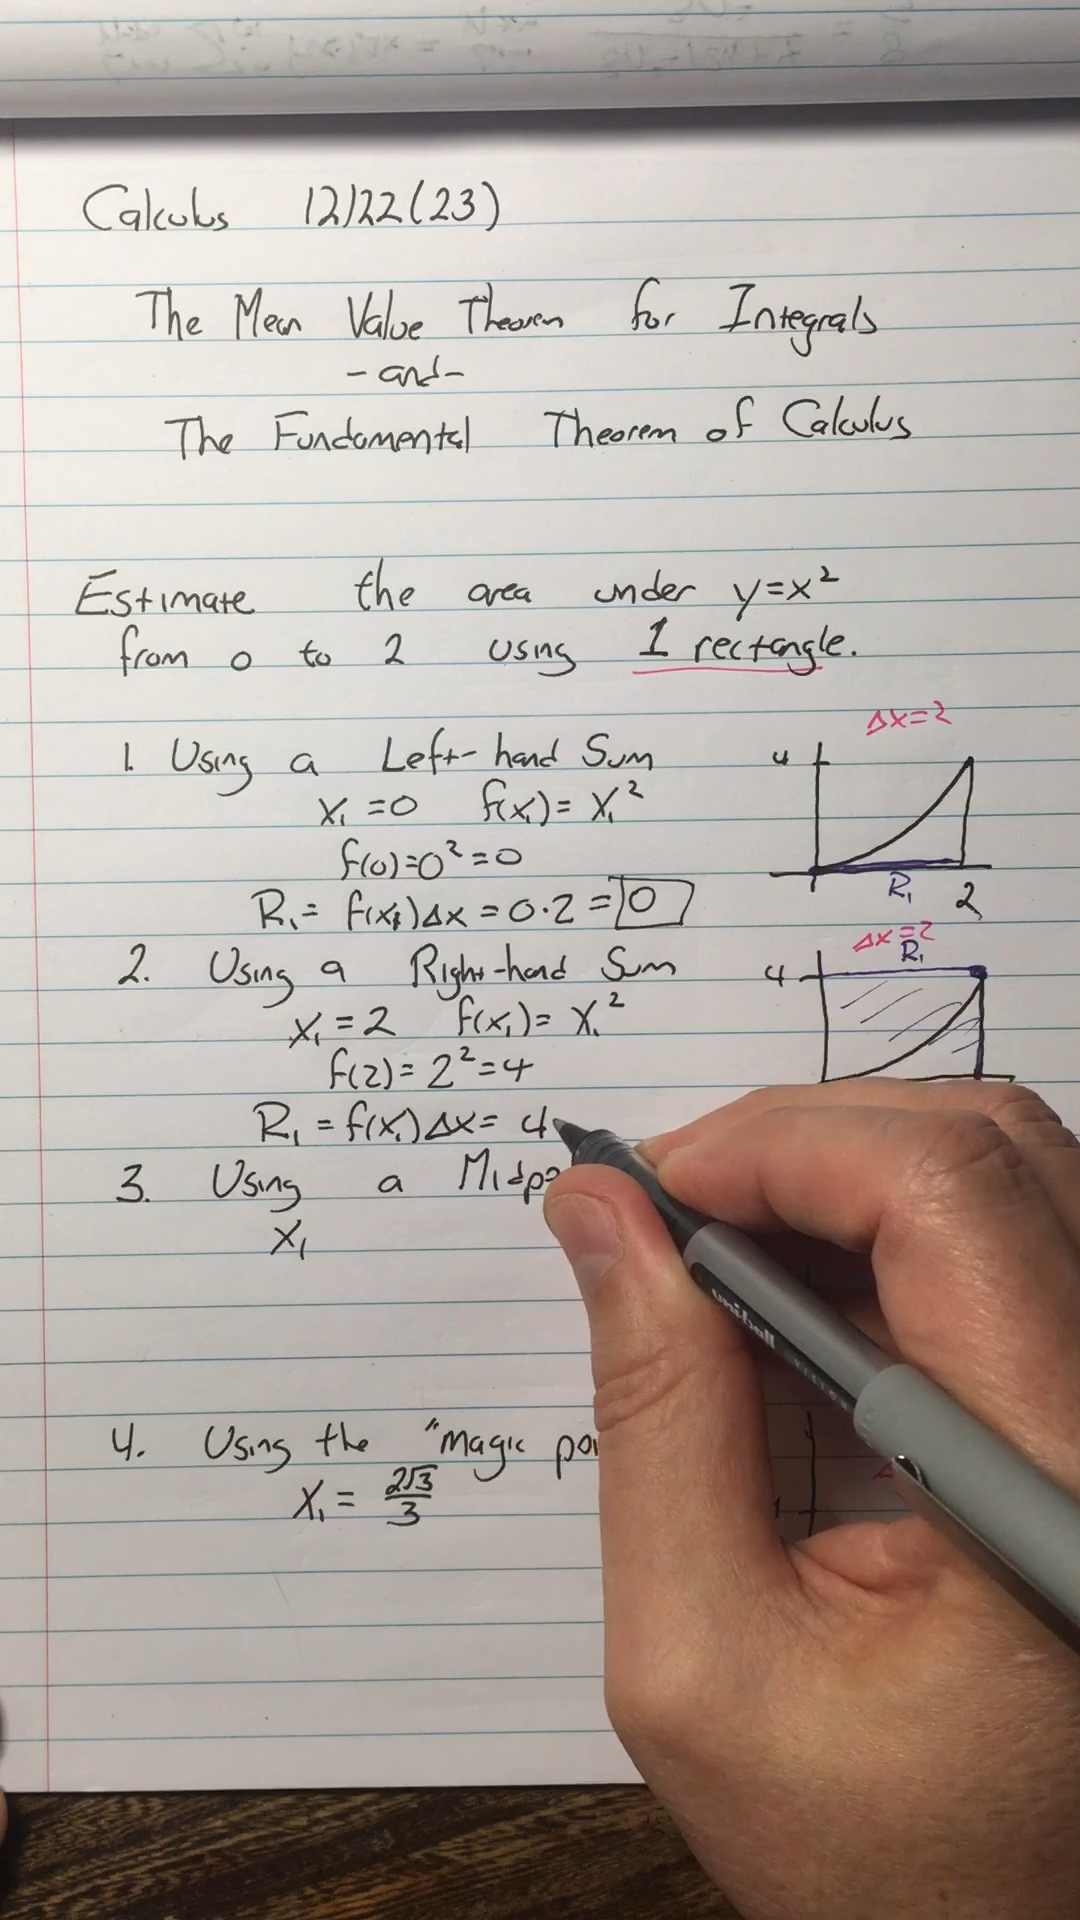 Calculus 12/22(23)
The Mean Value Theorem for Integrals
-and-
The Fundamental Theorem of Calculus
Estimate the area under y=x²
from 0 to 2 using 1 rectangle.
1. Using a Left-hand Sum
x₁=0 f(x₁)= x₁²
f(0)=0²=0
R₁= f(x₁)Δx = 0·2 = 0
Δx=2
4
R₁ 2
2. Using a Right-hand Sum
x₁=2 f(x₁)= x₁²
f(2)= 2²=4
R₁ = f(x₁)Δx= 4
Δx=2
R₁
4
3. Using a
x₁
4. Using the "magic
x₁ = 2√3/3
uniball